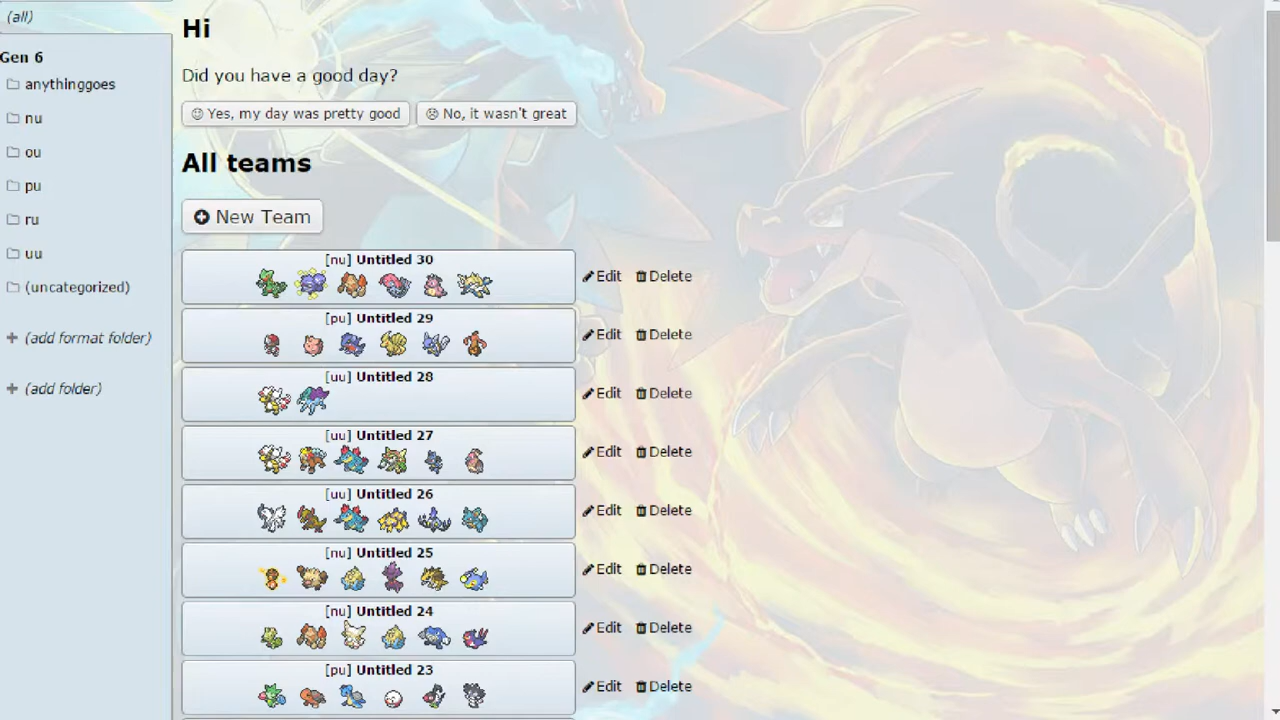 (all)
Gen 6
anythinggoes
nu
ou
pu
ru
uu
(uncategorized)
(add format folder)
(add folder)
Hi
Did you have a good day?
Yes, my day was pretty good No, it wasn't great
All teams
New Team
[nu] Untitled 30 Edit Delete
[pu] Untitled 29 Edit Delete
[uu] Untitled 28 Edit Delete
[uu] Untitled 27 Edit Delete
[uu] Untitled 26 Edit Delete
[nu] Untitled 25 Edit Delete
[nu] Untitled 24 Edit Delete
[pu] Untitled 23 Edit Delete